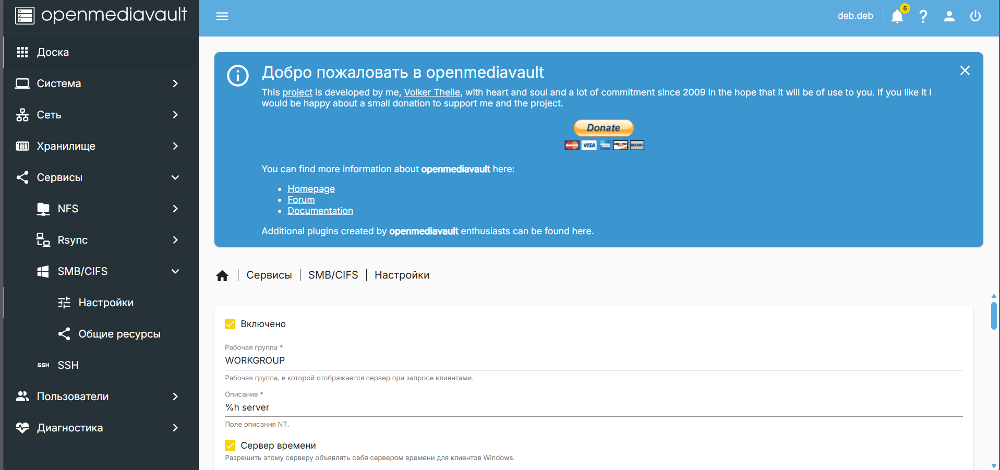 openmediavault
deb.deb
6
Доска
Система
Сеть
Хранилище
Сервисы
NFS
Rsync
SMB/CIFS
Настройки
Общие ресурсы
SSH
SSH
Пользователи
Диагностика
Добро пожаловать в openmediavault
This project is developed by me, Volker Theile, with heart and soul and a lot of commitment since 2009 in the hope that it will be of use to you. If you like it I
would be happy about a small donation to support me and the project.
Donate
MasterCard VISA DISCOVER BANK
You can find more information about openmediavault here:
• Homepage
• Forum
• Documentation
Additional plugins created by openmediavault enthusiasts can be found here.
Сервисы | SMB/CIFS | Настройки
Включено
Рабочая группа *
WORKGROUP
Рабочая группа, в которой отображается сервер при запросе клиентами.
Описание *
%h server
Поле описания NT.
Сервер времени
Разрешить этому серверу объявлять себя сервером времени для клиентов Windows.